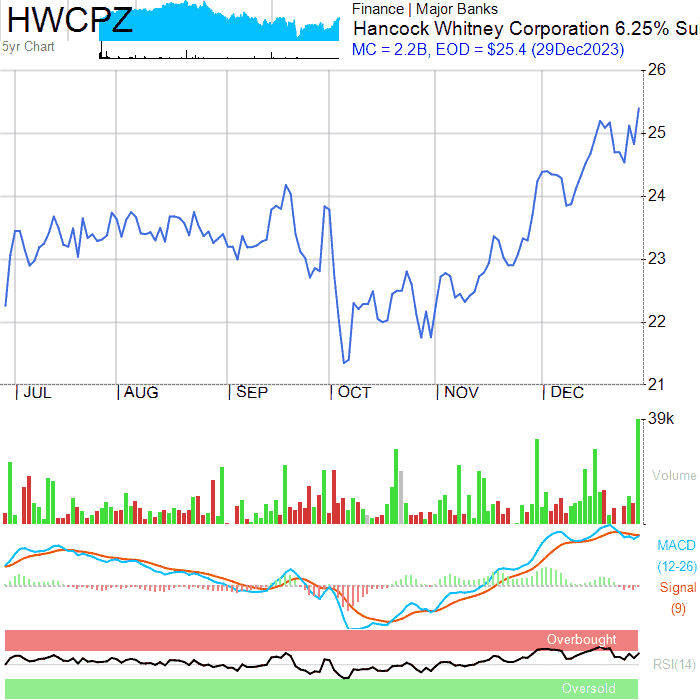 HWCPZ
5yr Chart
Finance | Major Banks
Hancock Whitney Corporation 6.25% Su
MC = 2.2B, EOD = $25.4 (29Dec2023)
26
25
24
23
22
21
JUL AUG SEP OCT NOV DEC
39k
Volume
MACD
(12-26)
Signal
(9)
Overbought
RSI(14)
Oversold